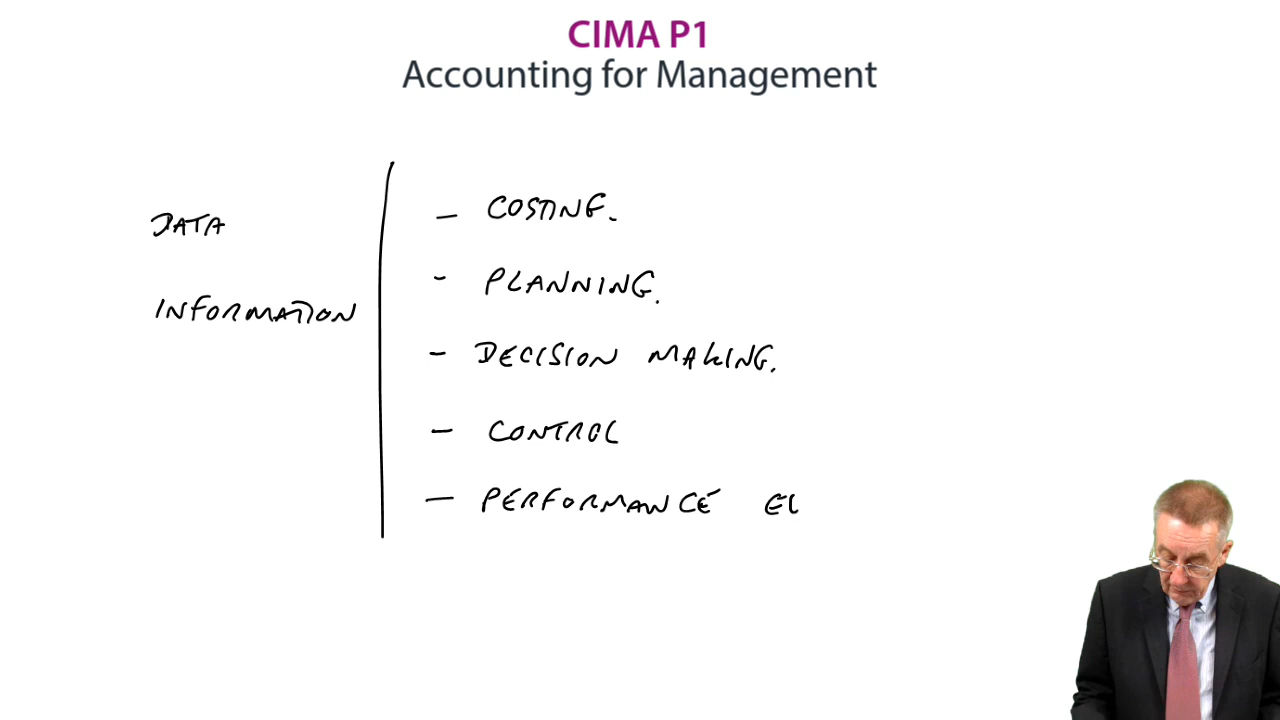 CIMA P1
Accounting for Management
DATA
INFORMATION
- COSTING.
- PLANNING.
- DECISION MAKING.
- CONTROL
- PERFORMANCE